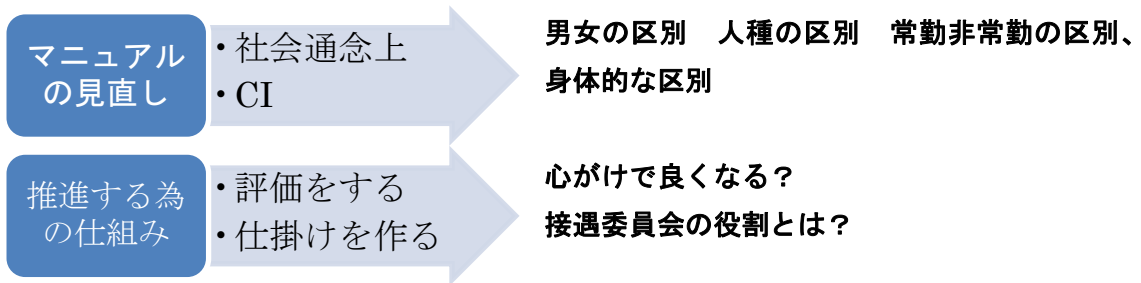 マニュアル
の見直し
・社会通念上
・CI
男女の区別　人種の区別　常勤非常勤の区別、
身体的な区別
推進する為
の仕組み
・評価をする
・仕掛けを作る
心がけで良くなる？
接遇委員会の役割とは？